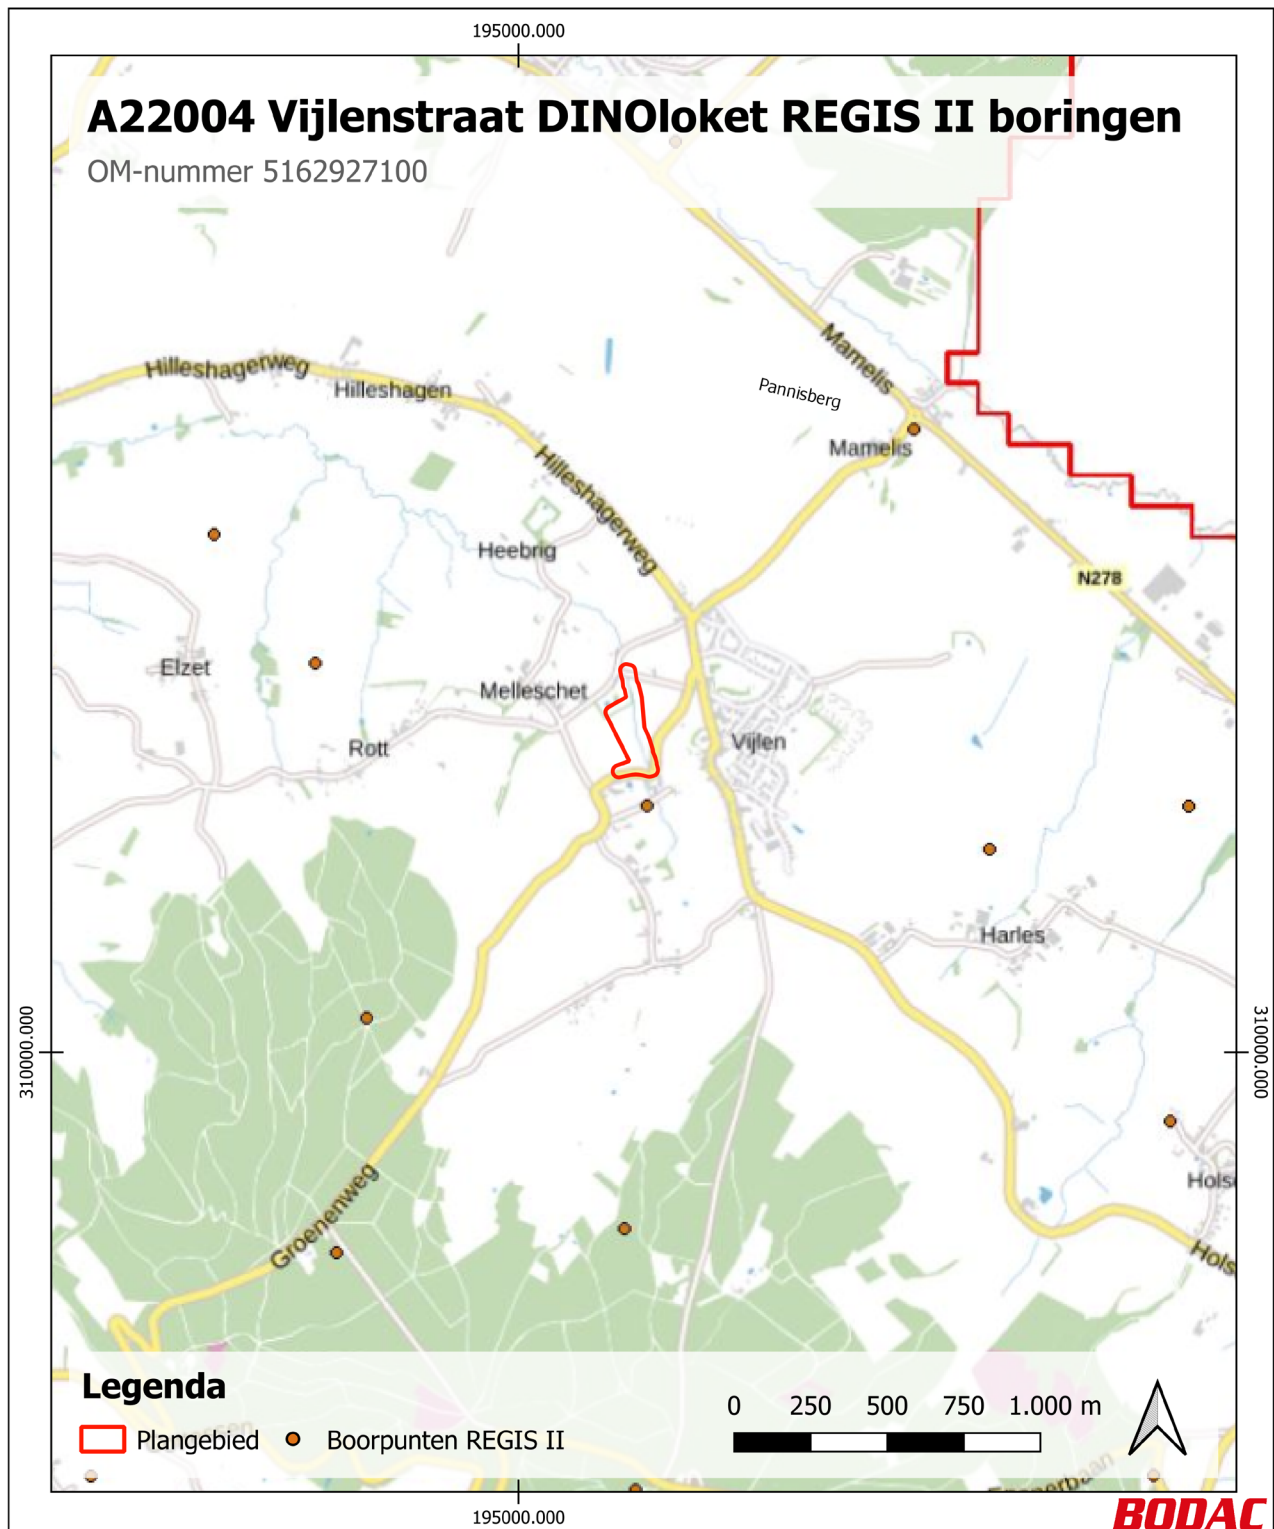 195000.000
A22004 Vijlenstraat DINOloket REGIS II boringen
OM-nummer 5162927100
Hilleshagerweg
Hilleshagen
Mamelis
Pannisberg
Mamelis
Hilleshagerweg
Heebrig
N278
Elzet
Melleschet
Rott
Vijlen
Harles
310000.000
310000.000
Groenenweg
Hols
Hols
Legenda
Plangebied
Boorpunten REGIS II
0 250 500 750 1.000 m
195000.000
BODAC